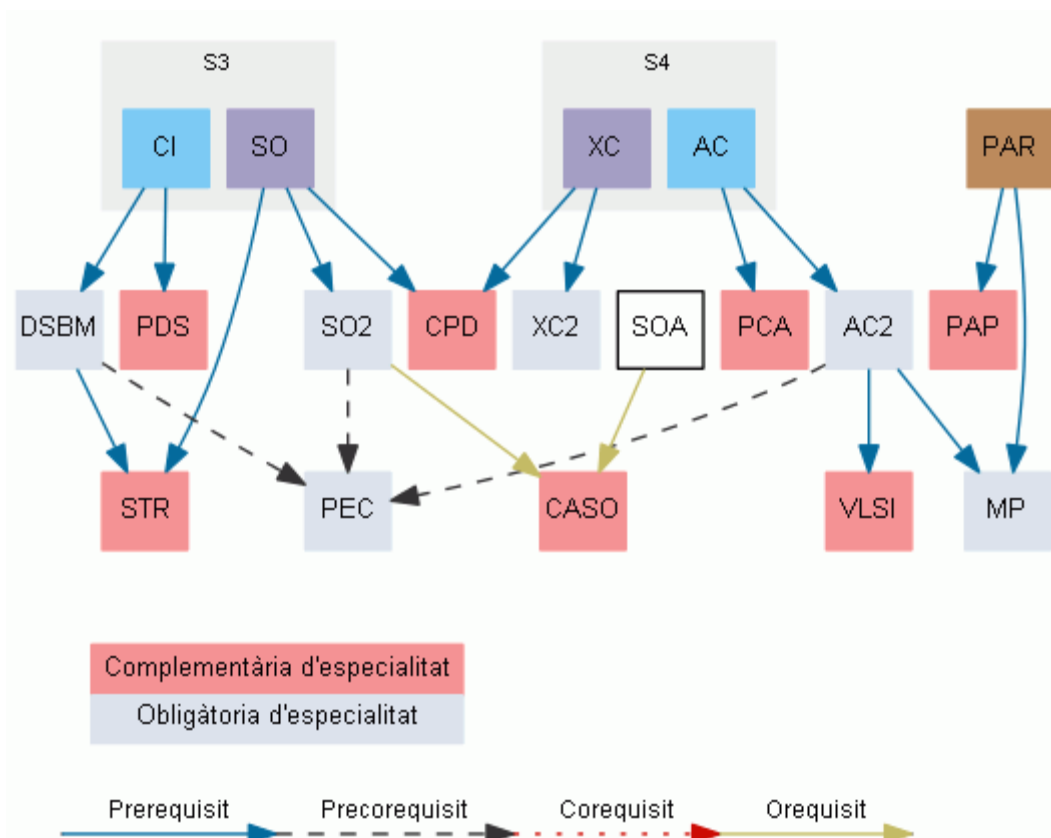 S3
S4
CI
SO
XC
AC
PAR
DSBM
PDS
SO2
CPD
XC2
SOA
PCA
AC2
PAP
STR
PEC
CASO
VLSI
MP
Complementària d'especialitat
Obligàtoria d'especialitat
Prerequisit
Precorequisit
Corequisit
Orequisit